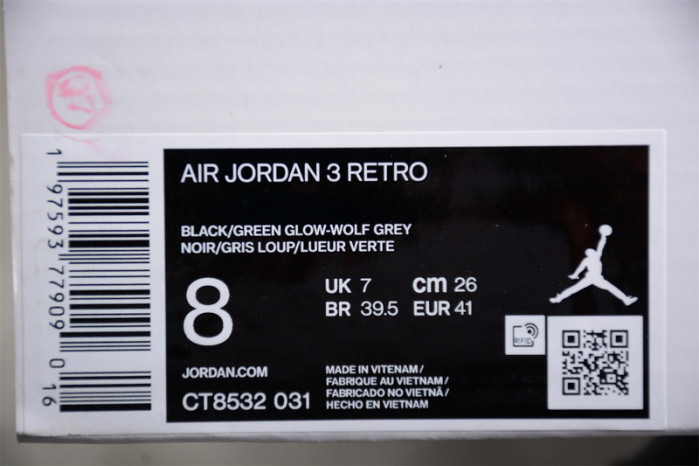 AIR JORDAN 3 RETRO
BLACK/GREEN GLOW-WOLF GREY
NOIR/GRIS LOUP/LUEUR VERTE
8
UK 7 cm 26
BR 39.5 EUR 41
RFID
JORDAN.COM
CT8532 031
MADE IN VITENAM /
FABRIQUE AU VIETNAM /
FABRICADO NO VIETNÃ /
HECHO EN VIETNAM
1 97593 77909 0 16